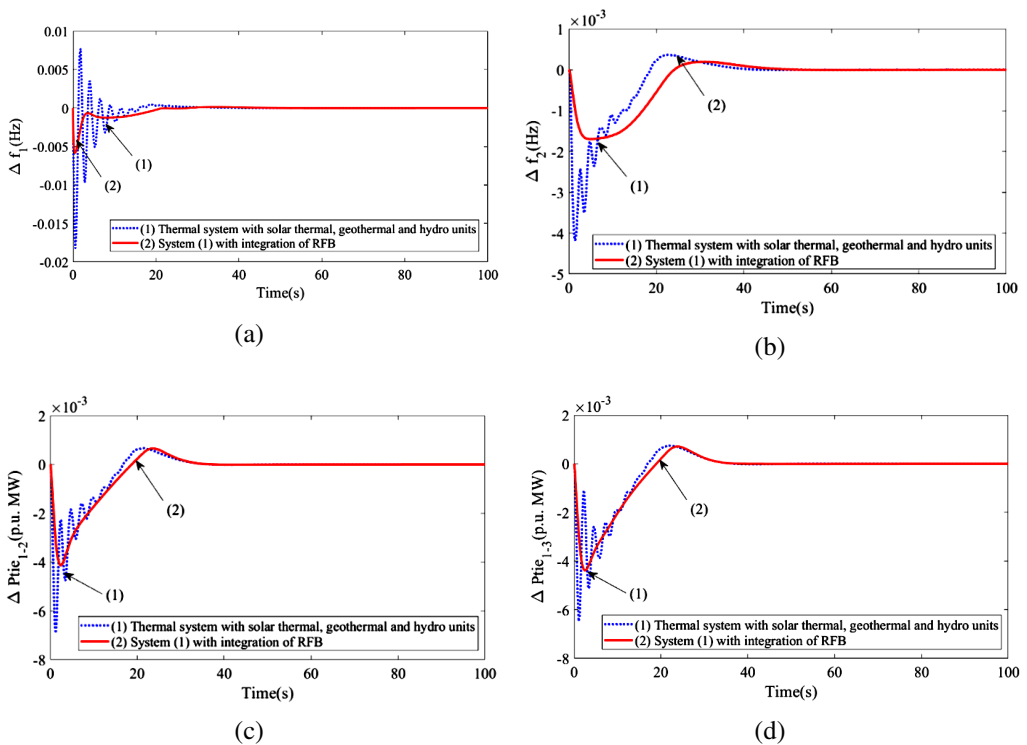 0.01
0.005
0
-0.005
-0.01
-0.015
-0.02
Δ f1(Hz)
(1)
(2)
(1) Thermal system with solar thermal, geothermal and hydro units
(2) System (1) with integration of RFB
0 20 40 60 80 100
Time(s)
(a)
×10-3
1
0
-1
-2
-3
-4
-5
Δ f2(Hz)
(2)
(1)
(1) Thermal system with solar thermal, geothermal and hydro units
(2) System (1) with integration of RFB
0 20 40 60 80 100
Time(s)
(b)
×10-3
2
0
-2
-4
-6
-8
Δ Ptie1-2(p.u. MW)
(2)
(1)
(1) Thermal system with solar thermal, geothermal and hydro units
(2) System (1) with integration of RFB
0 20 40 60 80 100
Time(s)
(c)
×10-3
2
0
-2
-4
-6
-8
Δ Ptie1-3(p.u. MW)
(2)
(1)
(1) Thermal system with solar thermal, geothermal and hydro units
(2) System (1) with integration of RFB
0 20 40 60 80 100
Time(s)
(d)